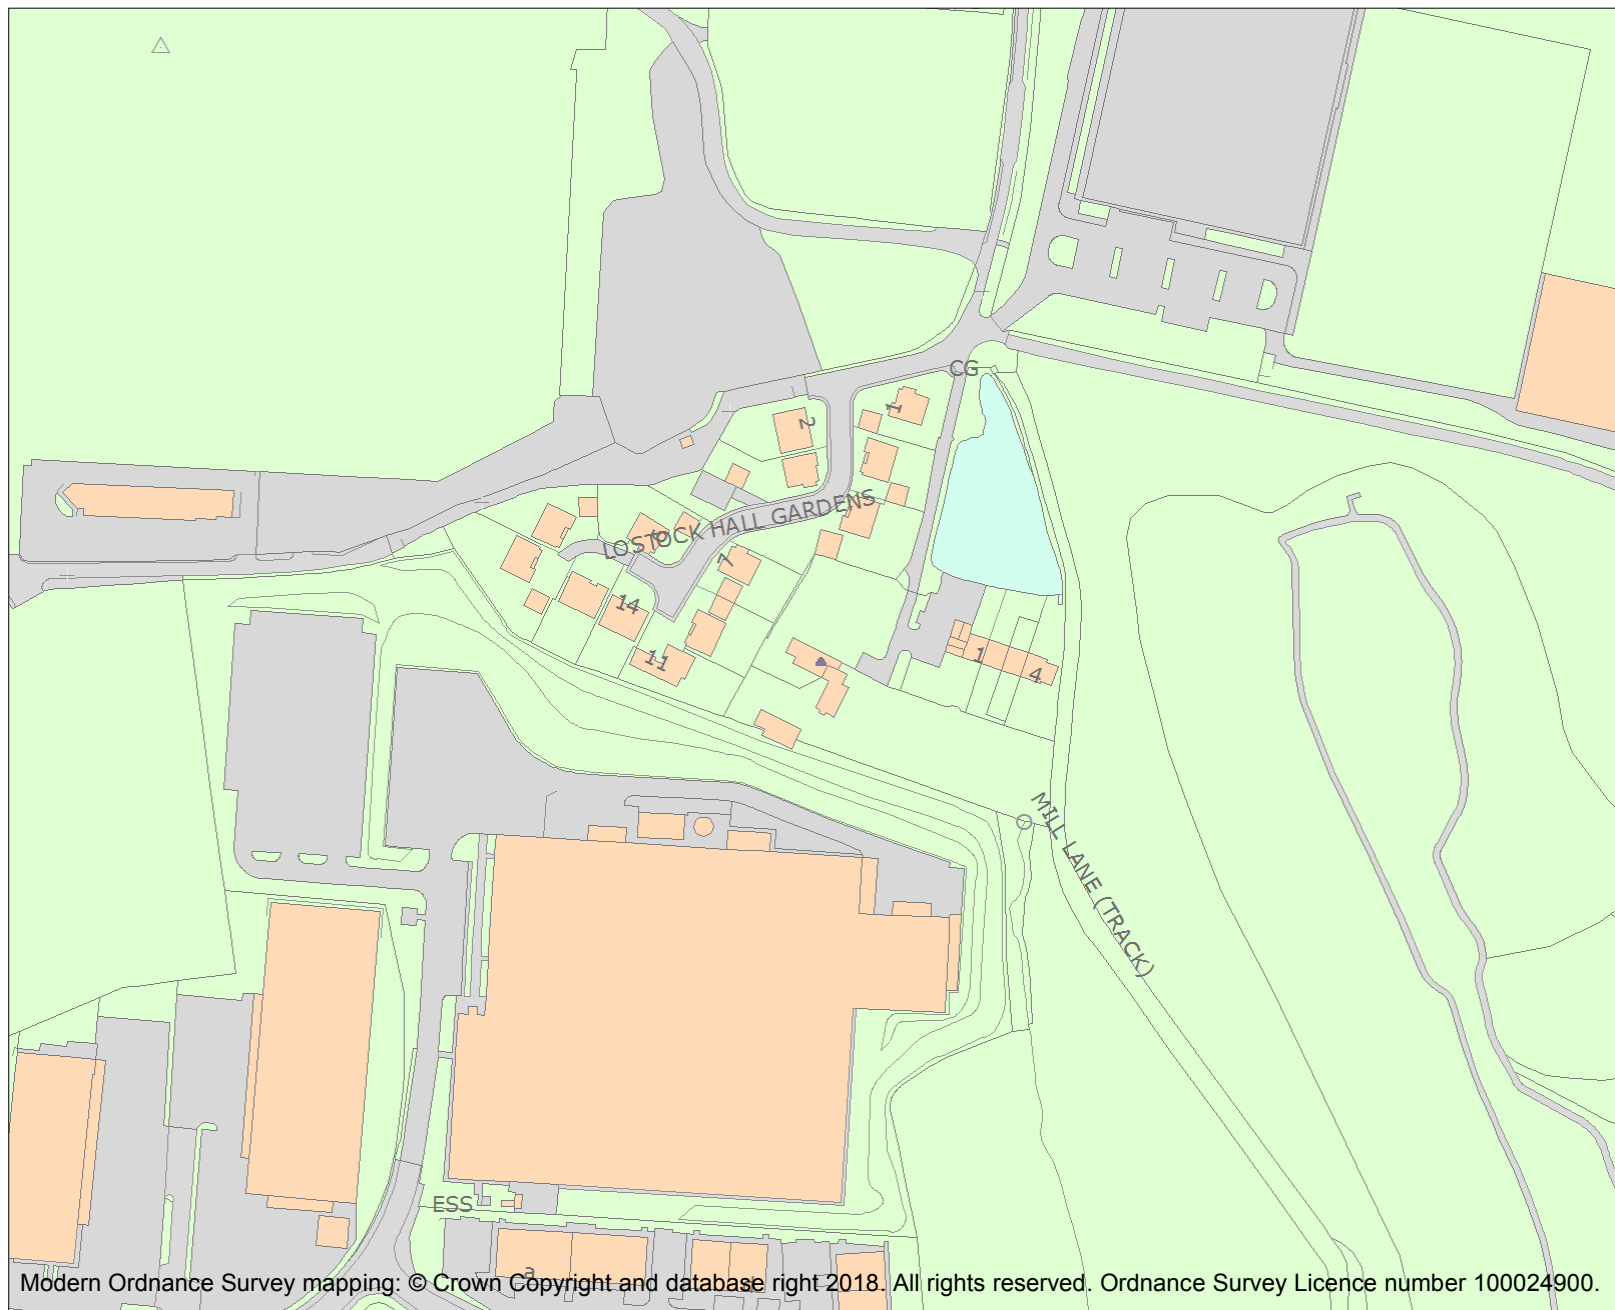 CG
1
2
LOSTOCK HALL GARDENS
7
14
11
1
4
MILL LANE (TRACK)
ESS
a
Modern Ordnance Survey mapping: © Crown Copyright and database right 2018. All rights reserved. Ordnance Survey Licence number 100024900.